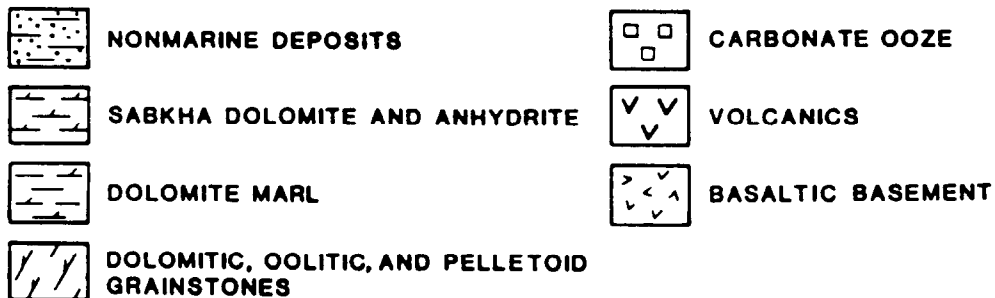 NONMARINE DEPOSITS
SABKHA DOLOMITE AND ANHYDRITE
DOLOMITE MARL
DOLOMITIC, OOLITIC, AND PELLETOID
GRAINSTONES
CARBONATE OOZE
VOLCANICS
BASALTIC BASEMENT